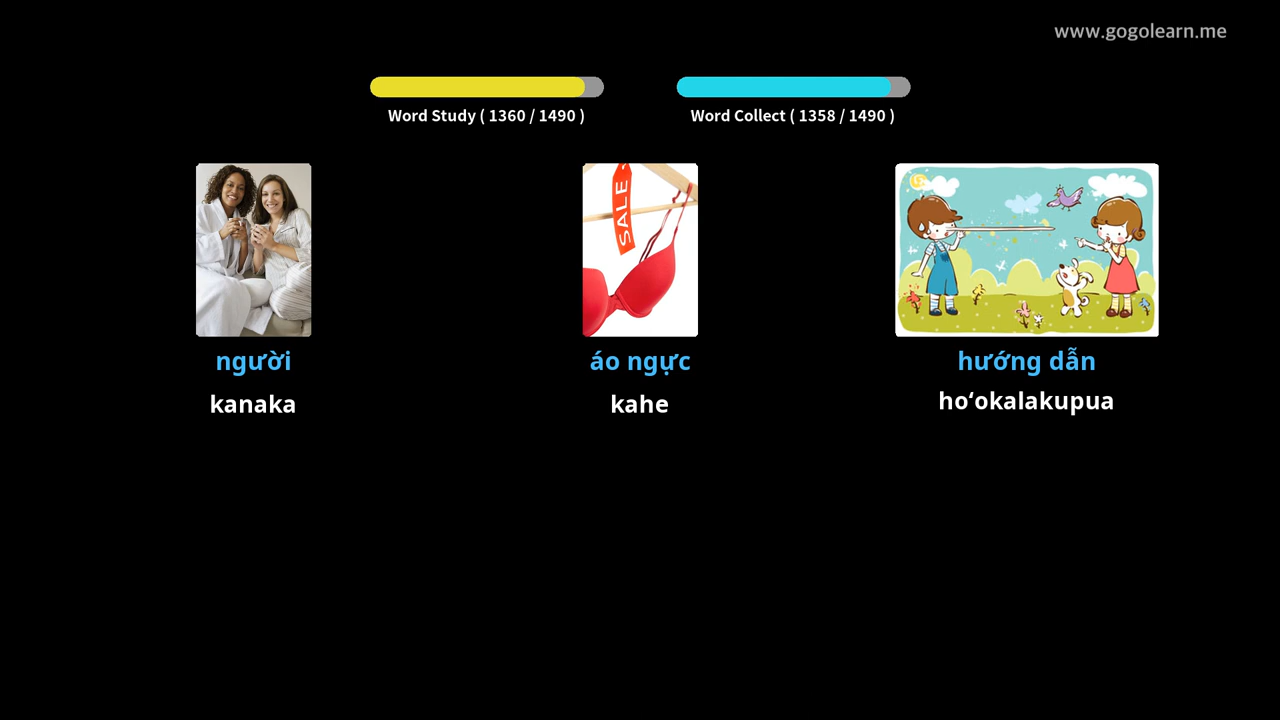 www.gogolearn.me
Word Study ( 1360 / 1490 )
Word Collect ( 1358 / 1490 )
SALE
người
áo ngực
hướng dẫn
kanaka
kahe
hoʻokalakupua